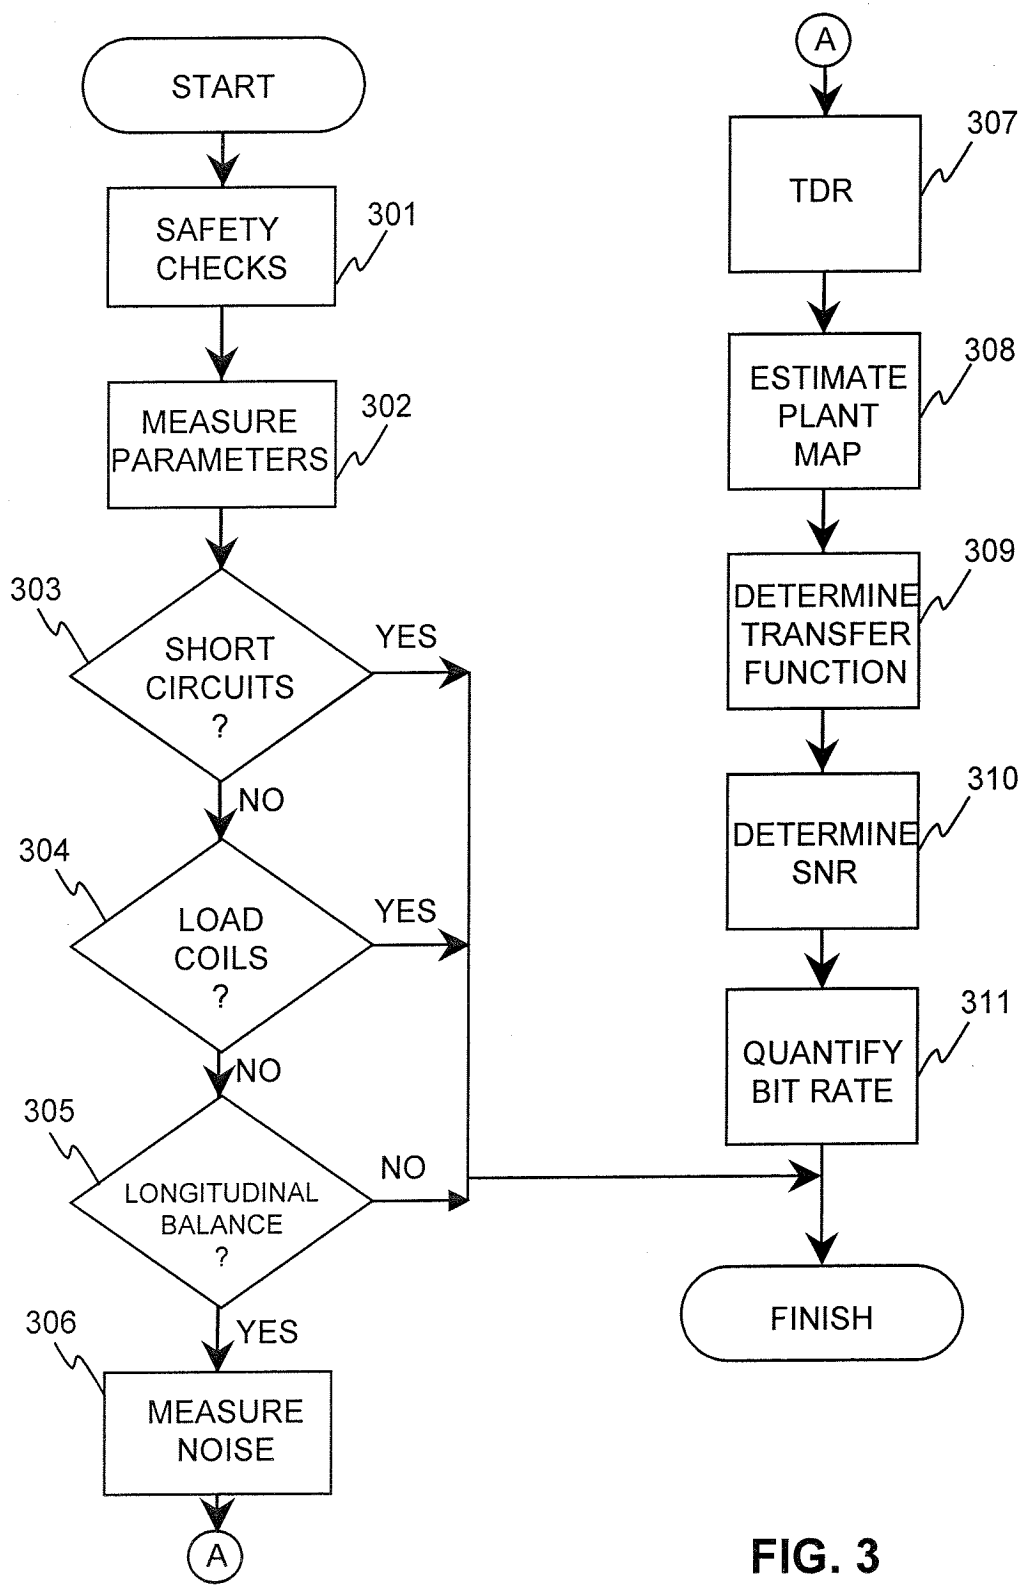 START
SAFETY
CHECKS
301
MEASURE
PARAMETERS
302
303
SHORT
CIRCUITS
?
YES
NO
304
LOAD
COILS
?
YES
NO
305
LONGITUDINAL
BALANCE
?
NO
YES
306
MEASURE
NOISE
A
A
307
TDR
308
ESTIMATE
PLANT
MAP
309
DETERMINE
TRANSFER
FUNCTION
310
DETERMINE
SNR
311
QUANTIFY
BIT RATE
FINISH
FIG. 3